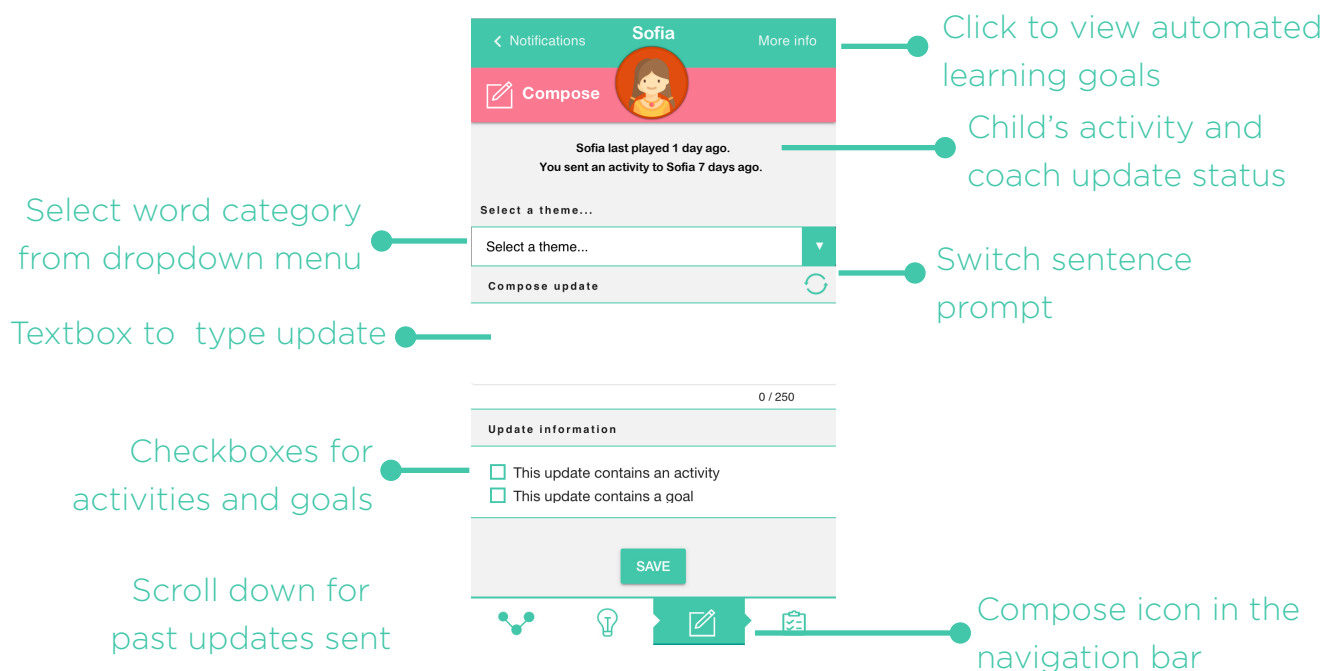 Sofia
Notifications
More info
Compose
Sofia last played 1 day ago.
You sent an activity to Sofia 7 days ago.
Select a theme...
Select a theme...
Compose update
0 / 250
Update information
This update contains an activity
This update contains a goal
SAVE
Select word category
from dropdown menu
Textbox to  type update
Checkboxes for
activities and goals
Scroll down for
past updates sent
Click to view automated
learning goals
Child's activity and
coach update status
Switch sentence
prompt
Compose icon in the
navigation bar